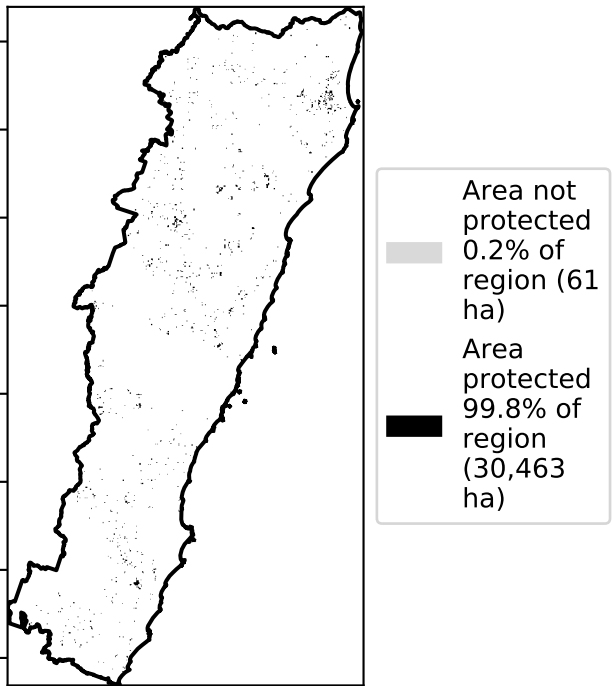 Area not
protected
0.2% of
region (61
ha)
Area
protected
99.8% of
region
(30,463
ha)